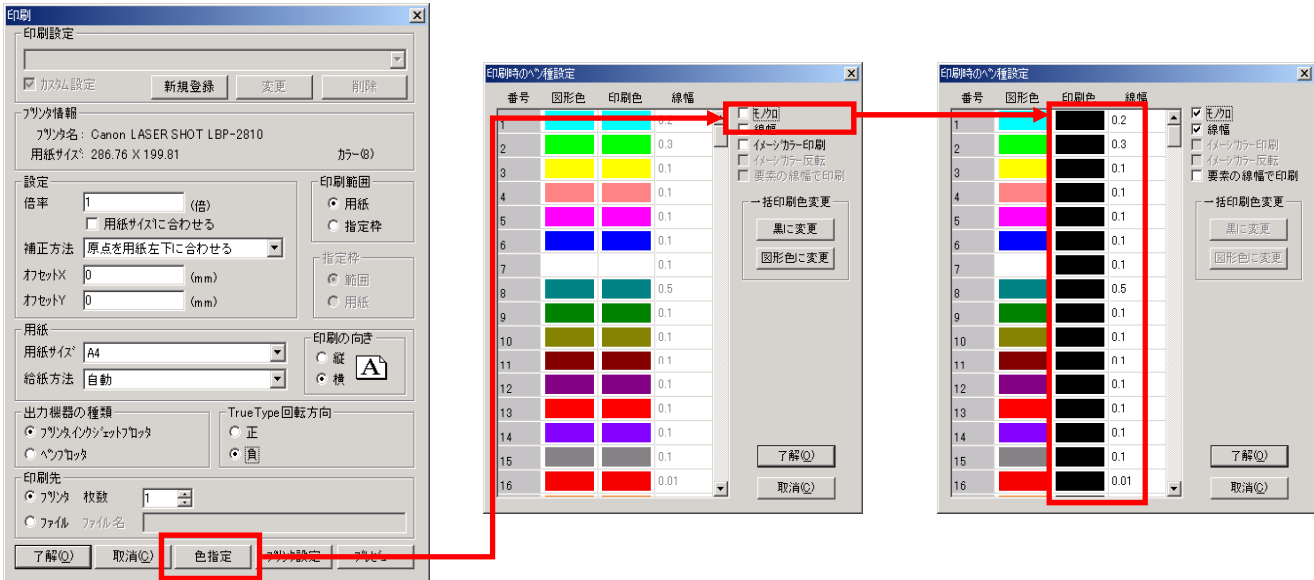 印刷
印刷設定
カスタム設定 新規登録 変更 削除
プリンタ情報
プリンタ名: Canon LASER SHOT LBP-2810
用紙サイズ: 286.76 X 199.81 カラー(8)
設定
倍率 1 (倍)
用紙サイズに合わせる
補正方法 原点を用紙左下に合わせる
オフセットX 0 (mm)
オフセットY 0 (mm)
印刷範囲
用紙
指定枠
指定枠
範囲
用紙
用紙
用紙サイズ A4
給紙方法 自動
印刷の向き
縦
横
A
出力機器の種類
プリンタ,インクジェットプロッタ
ペンプロッタ
TrueType回転方向
正
負
印刷先
プリンタ 枚数 1
ファイル ファイル名
了解(O) 取消(C) 色指定 プリンタ設定 プレビュー
印刷時のペン種設定
番号 図形色 印刷色 線幅
1 0.2
2 0.3
3 0.1
4 0.1
5 0.1
6 0.1
7 0.1
8 0.5
9 0.1
10 0.1
11 0.1
12 0.1
13 0.1
14 0.1
15 0.1
16 0.01
モノクロ
線幅
イメージカラー印刷
イメージカラー反転
要素の線幅で印刷
一括印刷色変更
黒に変更
図形色に変更
了解(O)
取消(C)
印刷時のペン種設定
番号 図形色 印刷色 線幅
1 0.2
2 0.3
3 0.1
4 0.1
5 0.1
6 0.1
7 0.1
8 0.5
9 0.1
10 0.1
11 0.1
12 0.1
13 0.1
14 0.1
15 0.1
16 0.01
モノクロ
線幅
イメージカラー印刷
イメージカラー反転
要素の線幅で印刷
一括印刷色変更
黒に変更
図形色に変更
了解(O)
取消(C)